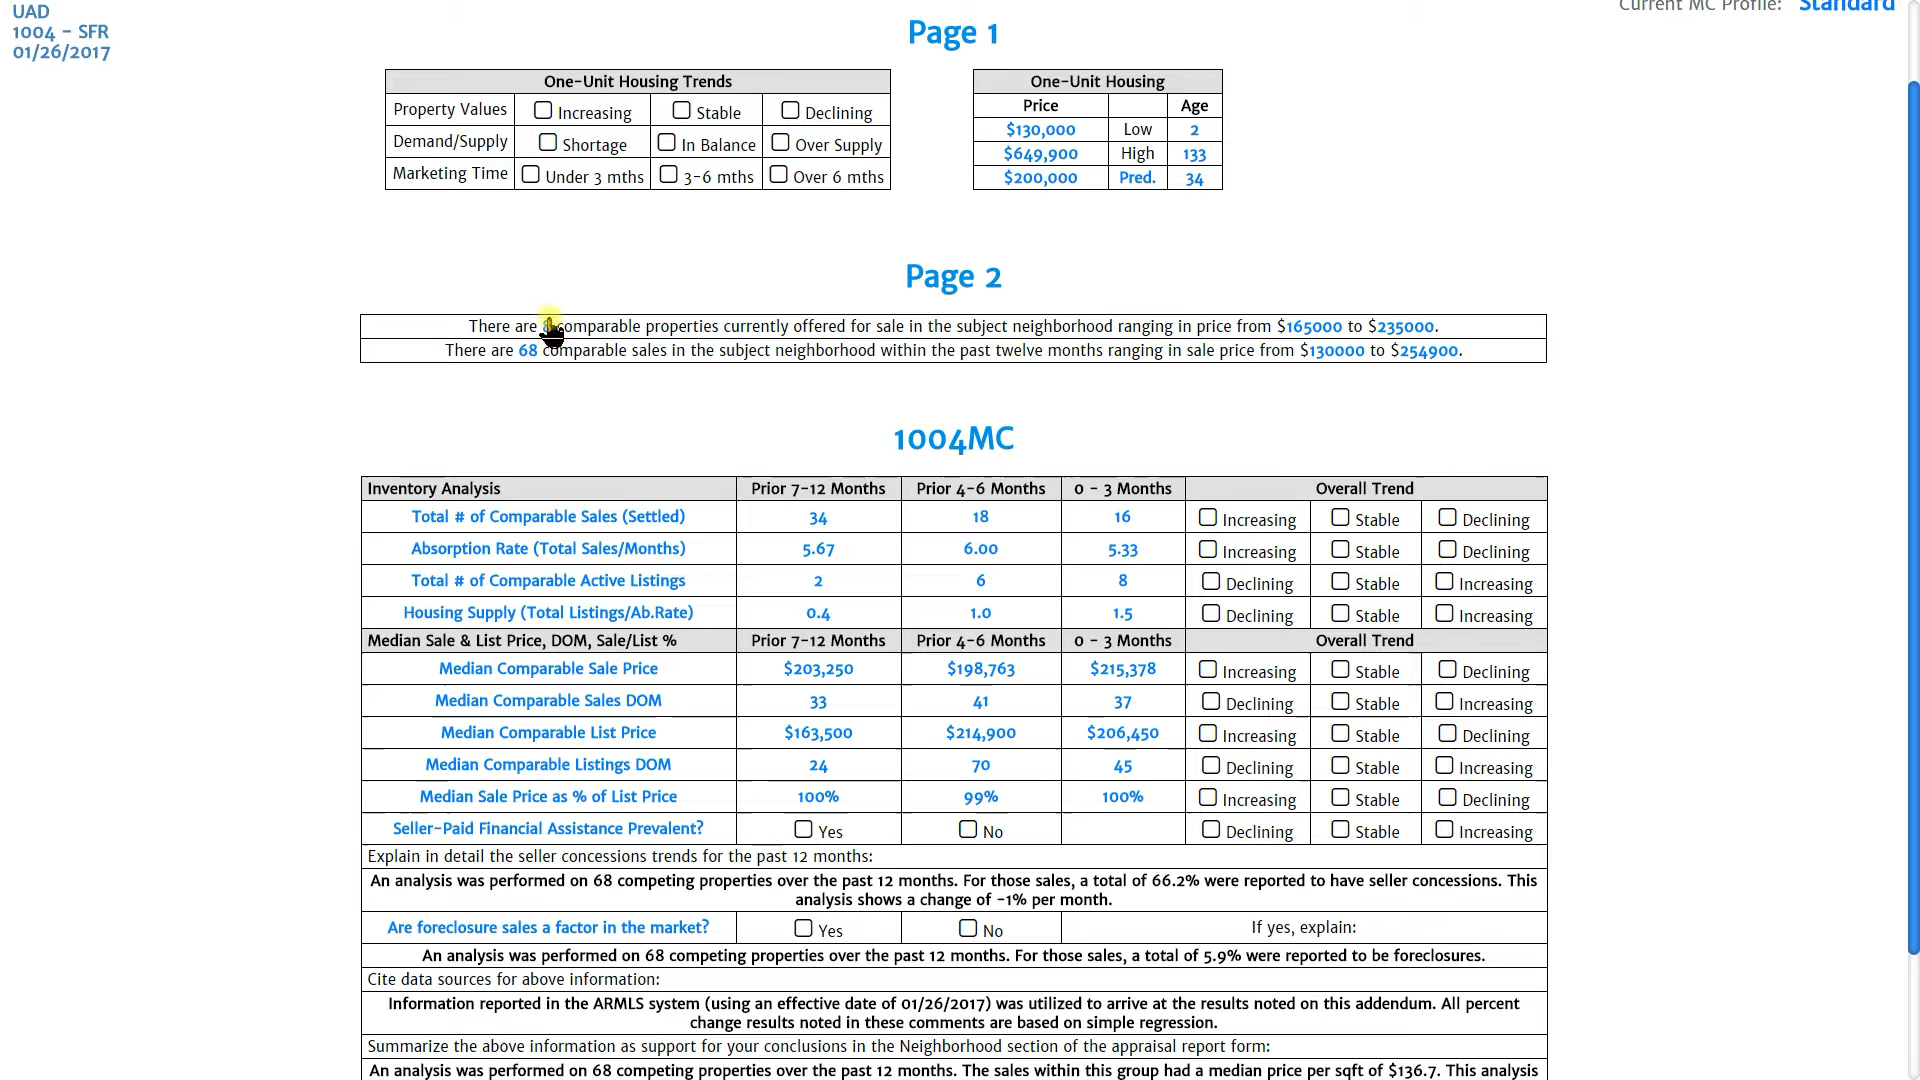 UAD
1004 - SFR
01/26/2017
Current MC Profile: Standard
Page 1
One-Unit Housing Trends
Property Values Increasing Stable Declining
Demand/Supply Shortage In Balance Over Supply
Marketing Time Under 3 mths 3-6 mths Over 6 mths
One-Unit Housing
Price Age
$130,000 Low 2
$649,900 High 133
$200,000 Pred. 34
Page 2
There are comparable properties currently offered for sale in the subject neighborhood ranging in price from $165000 to $235000.
There are 68 comparable sales in the subject neighborhood within the past twelve months ranging in sale price from $130000 to $254900.
1004MC
Inventory Analysis Prior 7-12 Months Prior 4-6 Months 0 - 3 Months Overall Trend
Total # of Comparable Sales (Settled) 34 18 16 Increasing Stable Declining
Absorption Rate (Total Sales/Months) 5.67 6.00 5.33 Increasing Stable Declining
Total # of Comparable Active Listings 2 6 8 Declining Stable Increasing
Housing Supply (Total Listings/Ab.Rate) 0.4 1.0 1.5 Declining Stable Increasing
Median Sale & List Price, DOM, Sale/List % Prior 7-12 Months Prior 4-6 Months 0 - 3 Months Overall Trend
Median Comparable Sale Price $203,250 $198,763 $215,378 Increasing Stable Declining
Median Comparable Sales DOM 33 41 37 Declining Stable Increasing
Median Comparable List Price $163,500 $214,900 $206,450 Increasing Stable Declining
Median Comparable Listings DOM 24 70 45 Declining Stable Increasing
Median Sale Price as % of List Price 100% 99% 100% Increasing Stable Declining
Seller-Paid Financial Assistance Prevalent? Yes No Declining Stable Increasing
Explain in detail the seller concessions trends for the past 12 months:
An analysis was performed on 68 competing properties over the past 12 months. For those sales, a total of 66.2% were reported to have seller concessions. This
analysis shows a change of -1% per month.
Are foreclosure sales a factor in the market? Yes No If yes, explain:
An analysis was performed on 68 competing properties over the past 12 months. For those sales, a total of 5.9% were reported to be foreclosures.
Cite data sources for above information:
Information reported in the ARMLS system (using an effective date of 01/26/2017) was utilized to arrive at the results noted on this addendum. All percent
change results noted in these comments are based on simple regression.
Summarize the above information as support for your conclusions in the Neighborhood section of the appraisal report form:
An analysis was performed on 68 competing properties over the past 12 months. The sales within this group had a median price per sqft of $136.7. This analysis